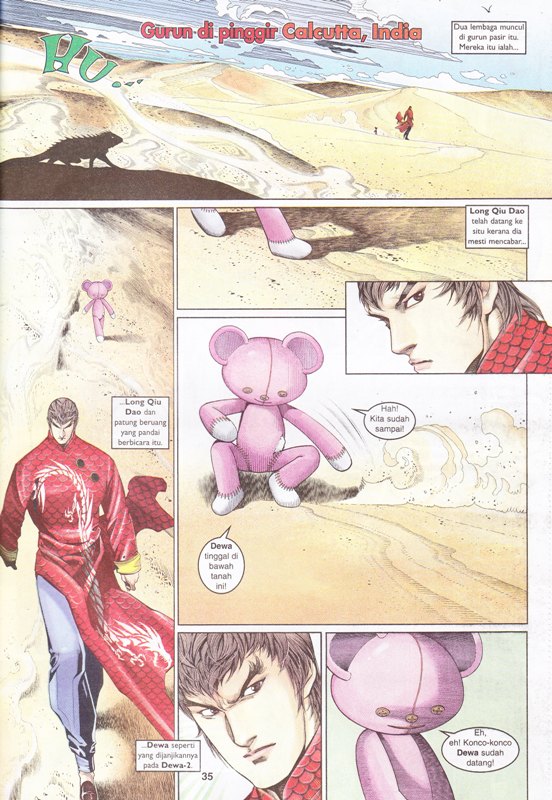 Gurun di pinggir Calcutta, India
Dua lembaga muncul
di gurun pasir itu.
Mereka itu ialah...
HU...
Long Qiu Dao
telah datang ke
situ kerana dia
mesti mencabar...
...Long Qiu
Dao dan
patung beruang
yang pandai
berbicara itu.
Hah!
Kita sudah
sampai!
Dewa
tinggal di
bawah
tanah
ini!
...Dewa seperti
yang dijanjikannya
pada Dewa-2.
Eh,
eh! Konco-konco
Dewa sudah
datang!
35